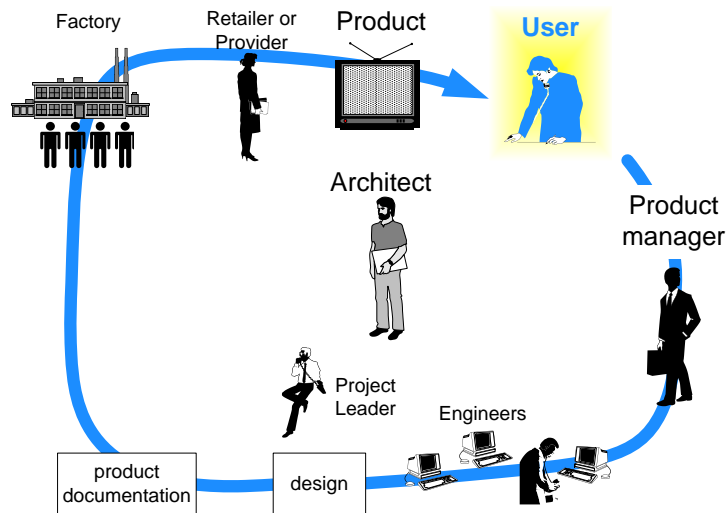 Factory
Retailer or
Provider
Product
User
Architect
Product
manager
Project
Leader
Engineers
product
documentation
design